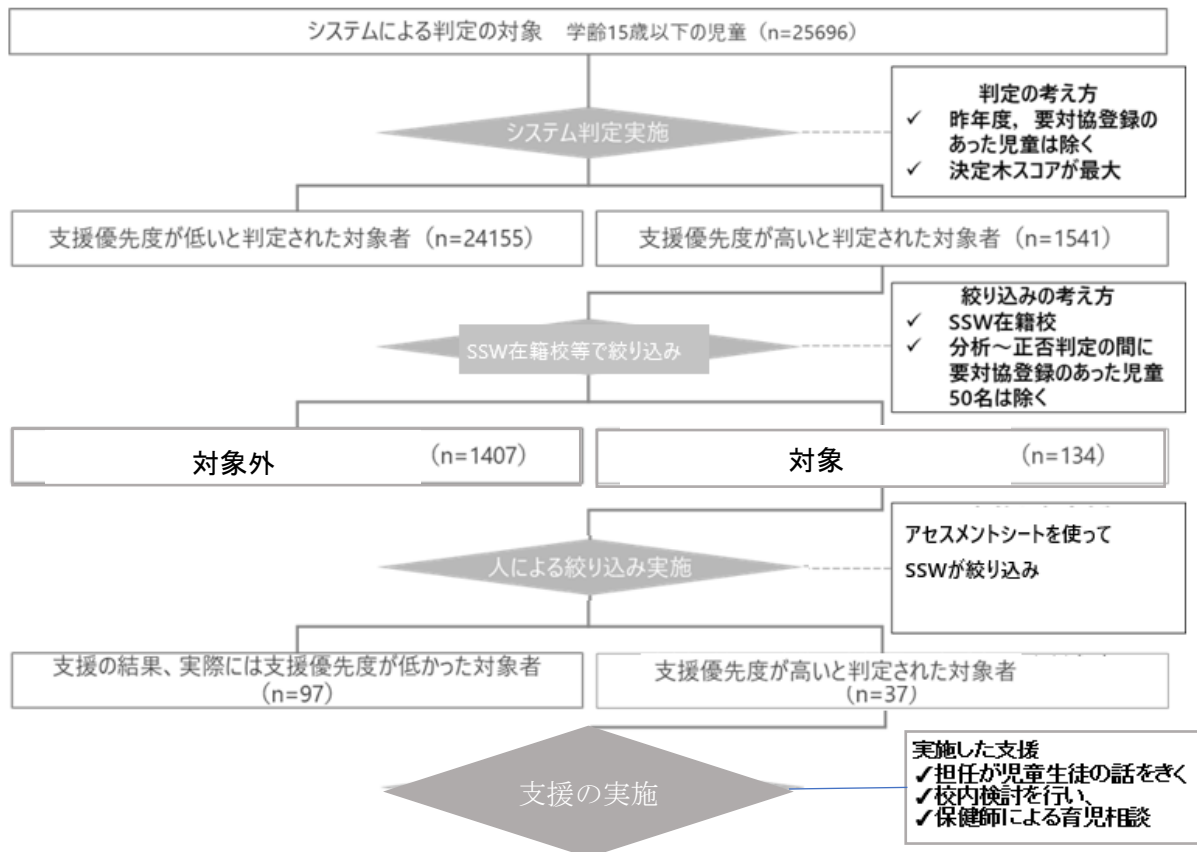 システムによる判定の対象　学齢15歳以下の児童（n=25696）
システム判定実施
判定の考え方
✓ 昨年度，要対協登録の
あった児童は除く
✓ 決定木スコアが最大
支援優先度が低いと判定された対象者（n=24155）
支援優先度が高いと判定された対象者（n=1541）
SSW在籍校等で絞り込み
絞り込みの考え方
✓ SSW在籍校
✓ 分析～正否判定の間に
要対協登録のあった児童
50名は除く
対象外　（n=1407）
対象　（n=134）
人による絞り込み実施
アセスメントシートを使って
SSWが絞り込み
支援の結果、実際には支援優先度が低かった対象者
（n=97）
支援優先度が高いと判定された対象者
（n=37）
支援の実施
実施した支援
✓担任が児童生徒の話をきく
✓校内検討を行い、
✓保健師による育児相談